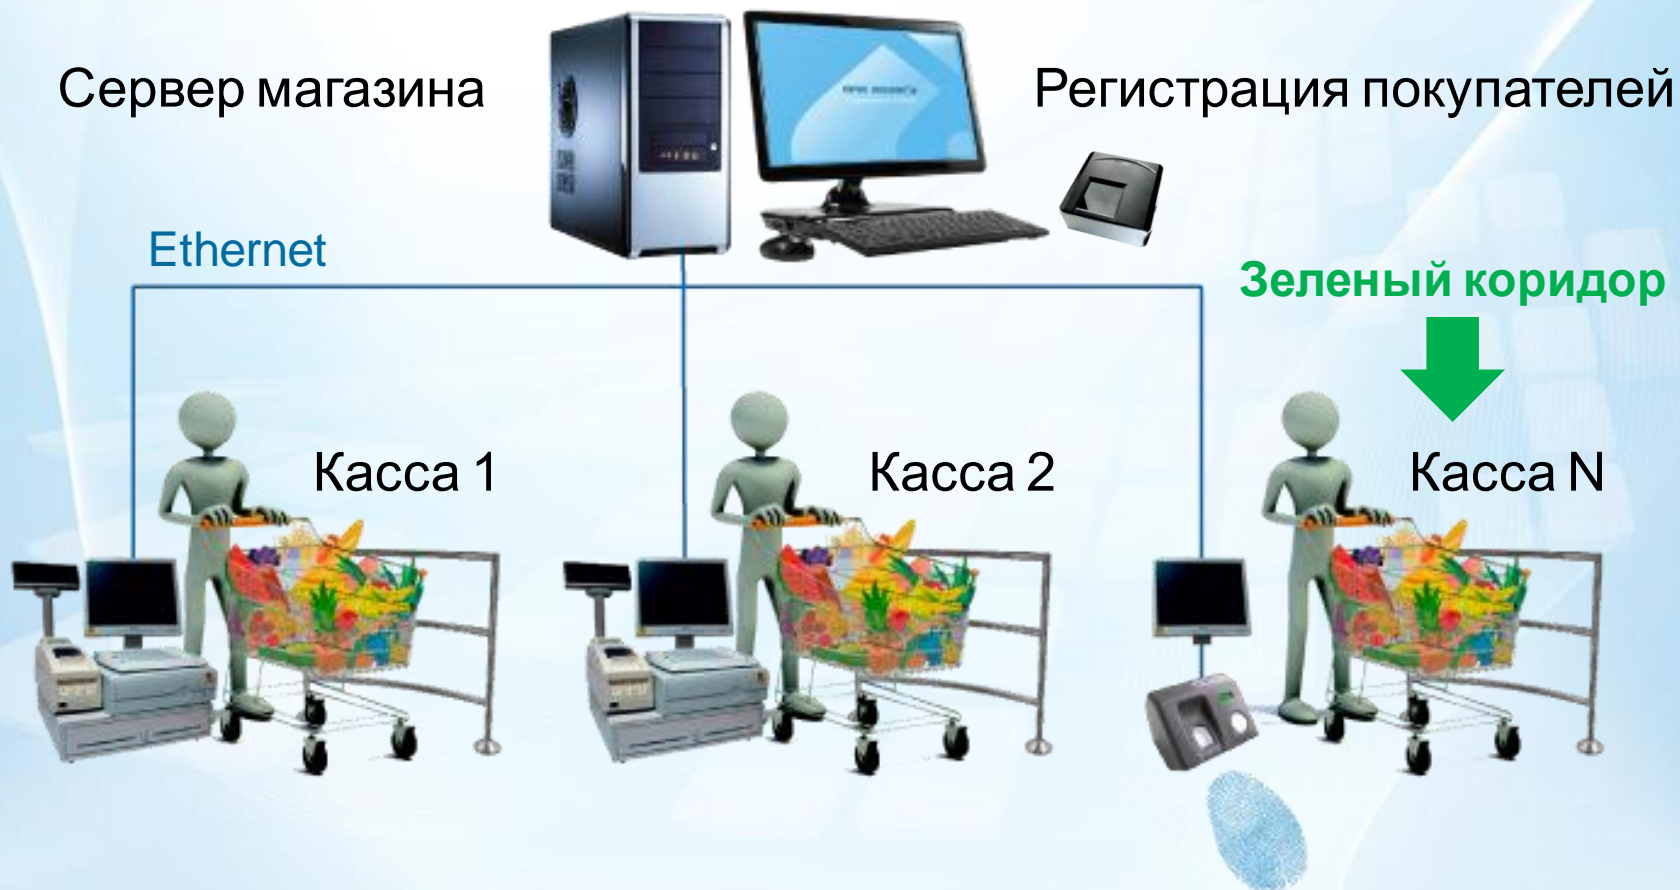 Сервер магазина
Регистрация покупателей
Ethernet
Зеленый коридор
Касса 1
Касса 2
Касса N